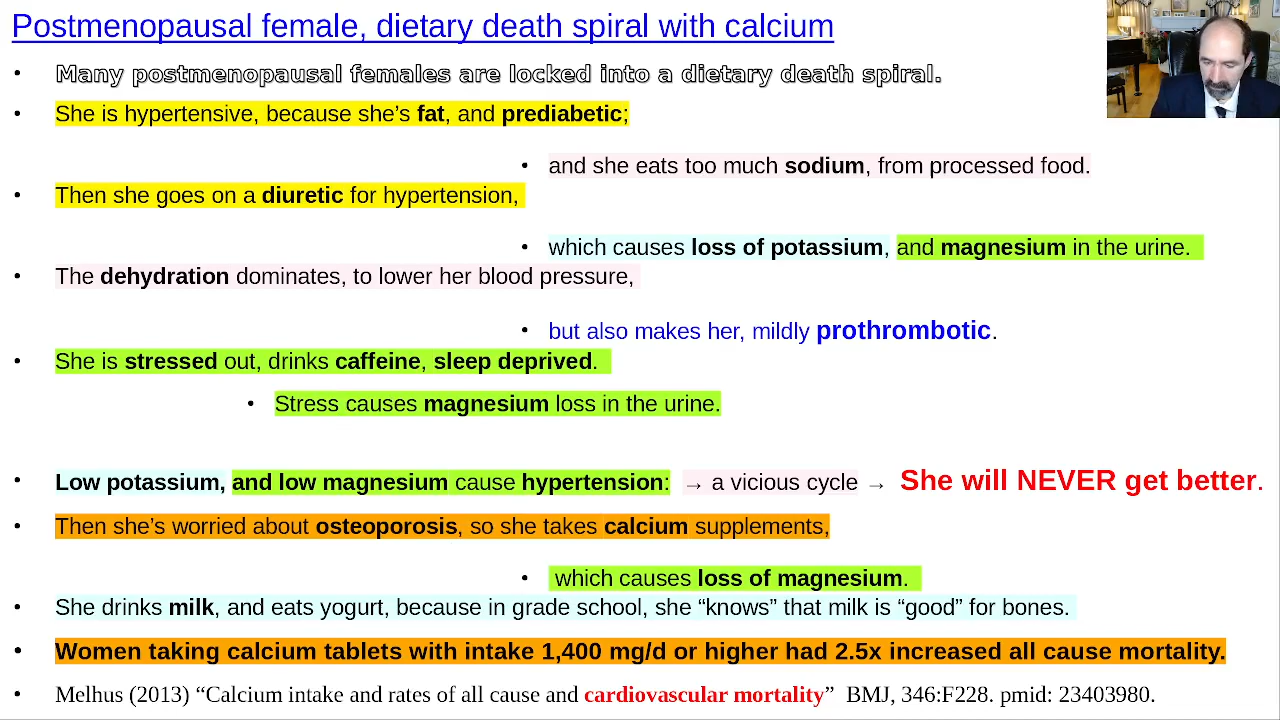 Postmenopausal female, dietary death spiral with calcium
• Many postmenopausal females are locked into a dietary death spiral.
• She is hypertensive, because she’s fat, and prediabetic;
• and she eats too much sodium, from processed food.
• Then she goes on a diuretic for hypertension,
• which causes loss of potassium, and magnesium in the urine.
• The dehydration dominates, to lower her blood pressure,
• but also makes her, mildly prothrombotic.
• She is stressed out, drinks caffeine, sleep deprived.
• Stress causes magnesium loss in the urine.
• Low potassium, and low magnesium cause hypertension: → a vicious cycle → She will NEVER get better.
• Then she’s worried about osteoporosis, so she takes calcium supplements,
• which causes loss of magnesium.
• She drinks milk, and eats yogurt, because in grade school, she “knows” that milk is “good” for bones.
• Women taking calcium tablets with intake 1,400 mg/d or higher had 2.5x increased all cause mortality.
• Melhus (2013) “Calcium intake and rates of all cause and cardiovascular mortality” BMJ, 346:F228. pmid: 23403980.